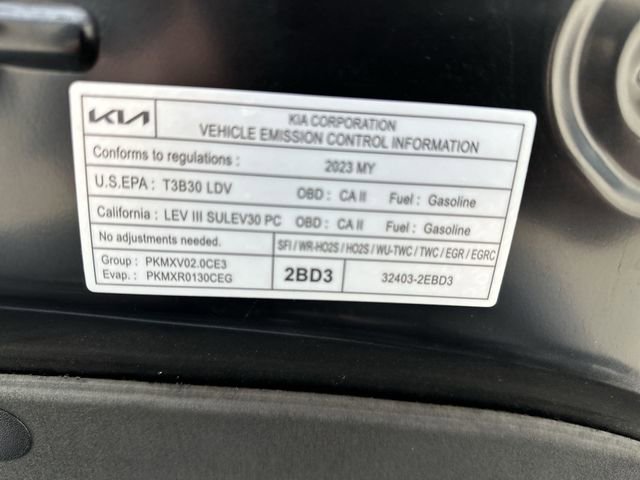 KIA
KIA CORPORATION
VEHICLE EMISSION CONTROL INFORMATION
Conforms to regulations : 2023 MY
U.S.EPA : T3B30 LDV OBD : CA II Fuel : Gasoline
California : LEV III SULEV30 PC OBD : CA II Fuel : Gasoline
No adjustments needed. SFI / WR-HO2S / HO2S / WU-TWC / TWC / EGR / EGRC
Group : PKMXV02.0CE3
Evap. : PKMXR0130CEG
2BD3 32403-2EBD3